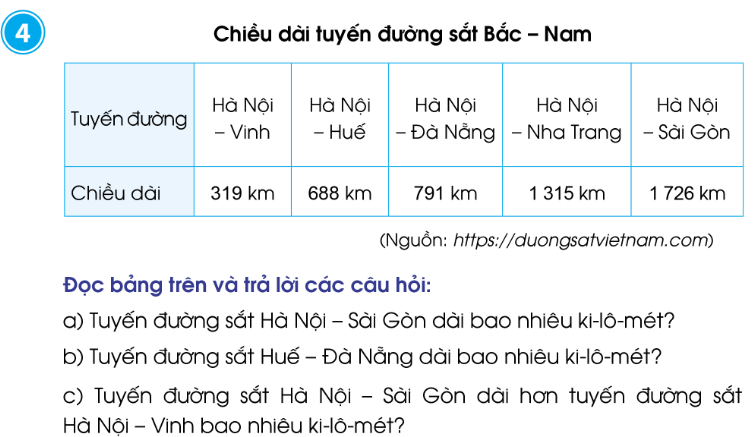 4
Chiều dài tuyến đường sắt Bắc – Nam
Tuyến đường
Hà Nội
– Vinh
Hà Nội
– Huế
Hà Nội
– Đà Nẵng
Hà Nội
– Nha Trang
Hà Nội
– Sài Gòn
Chiều dài
319 km
688 km
791 km
1 315 km
1 726 km
(Nguồn: https://duongsatvietnam.com)
Đọc bảng trên và trả lời các câu hỏi:
a) Tuyến đường sắt Hà Nội – Sài Gòn dài bao nhiêu ki-lô-mét?
b) Tuyến đường sắt Huế – Đà Nẵng dài bao nhiêu ki-lô-mét?
c) Tuyến đường sắt Hà Nội – Sài Gòn dài hơn tuyến đường sắt
Hà Nội – Vinh bao nhiêu ki-lô-mét?